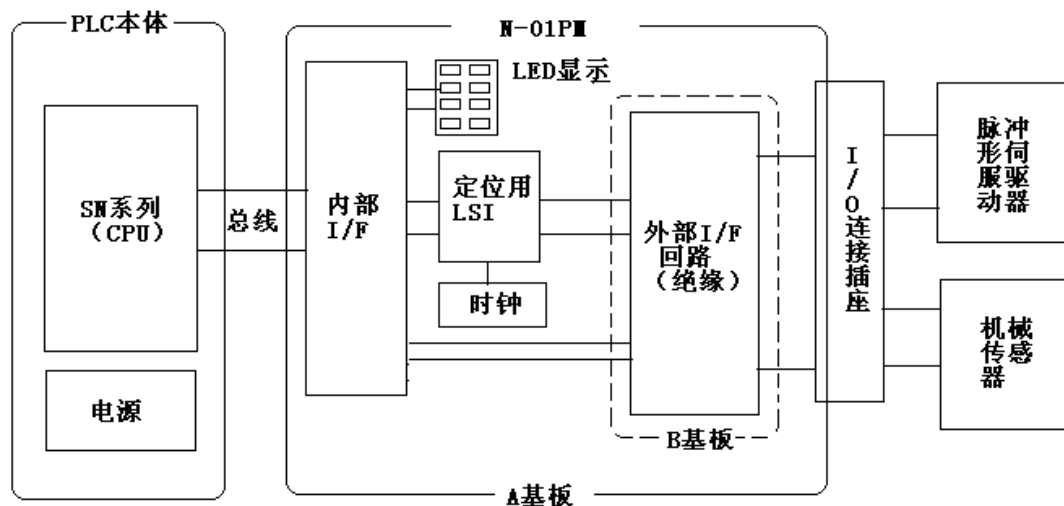 PLC本体
N-01PM
LED显示
SN系列
（CPU）
总线
内部
I/F
定位用
LSI
时钟
外部I/F
回路
（绝缘）
I/O连接插座
脉冲
形伺
服驱
动器
机械
传感
器
电源
B基板
A基板